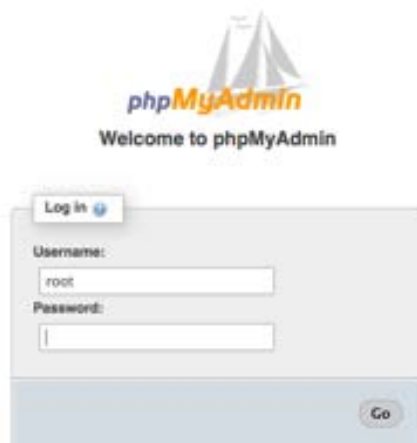 phpMyAdmin
Welcome to phpMyAdmin
Log in
Username:
root
Password:
Go